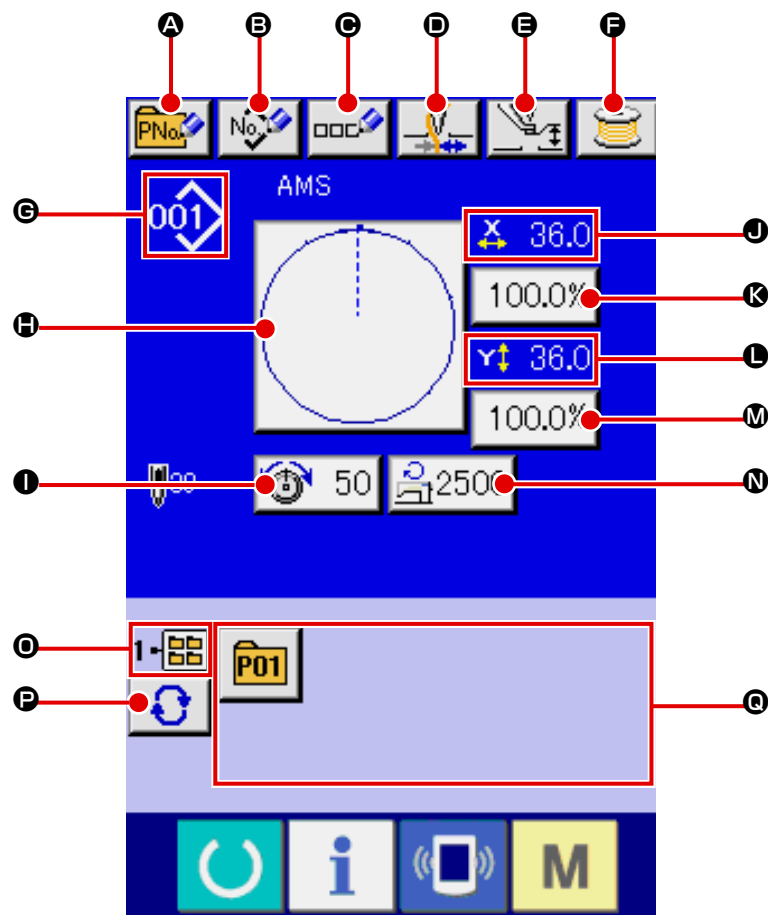 A B C D E F
PNo. No.
G 001 AMS
X 36.0 J
100.0% K
H
Y 36.0 L
100.0% M
I 50 2500 N
O 1
P01
P Q
i M